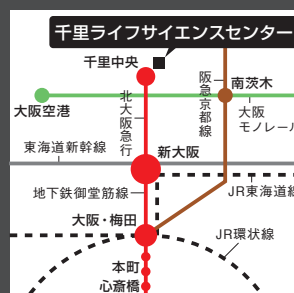 千里ライフサイエンスセンター
千里中央
阪急京都線
南茨木
大阪空港
北大阪急行
大阪
モノレール
東海道新幹線
新大阪
地下鉄御堂筋線
JR東海道線
大阪・梅田
JR環状線
本町
心斎橋